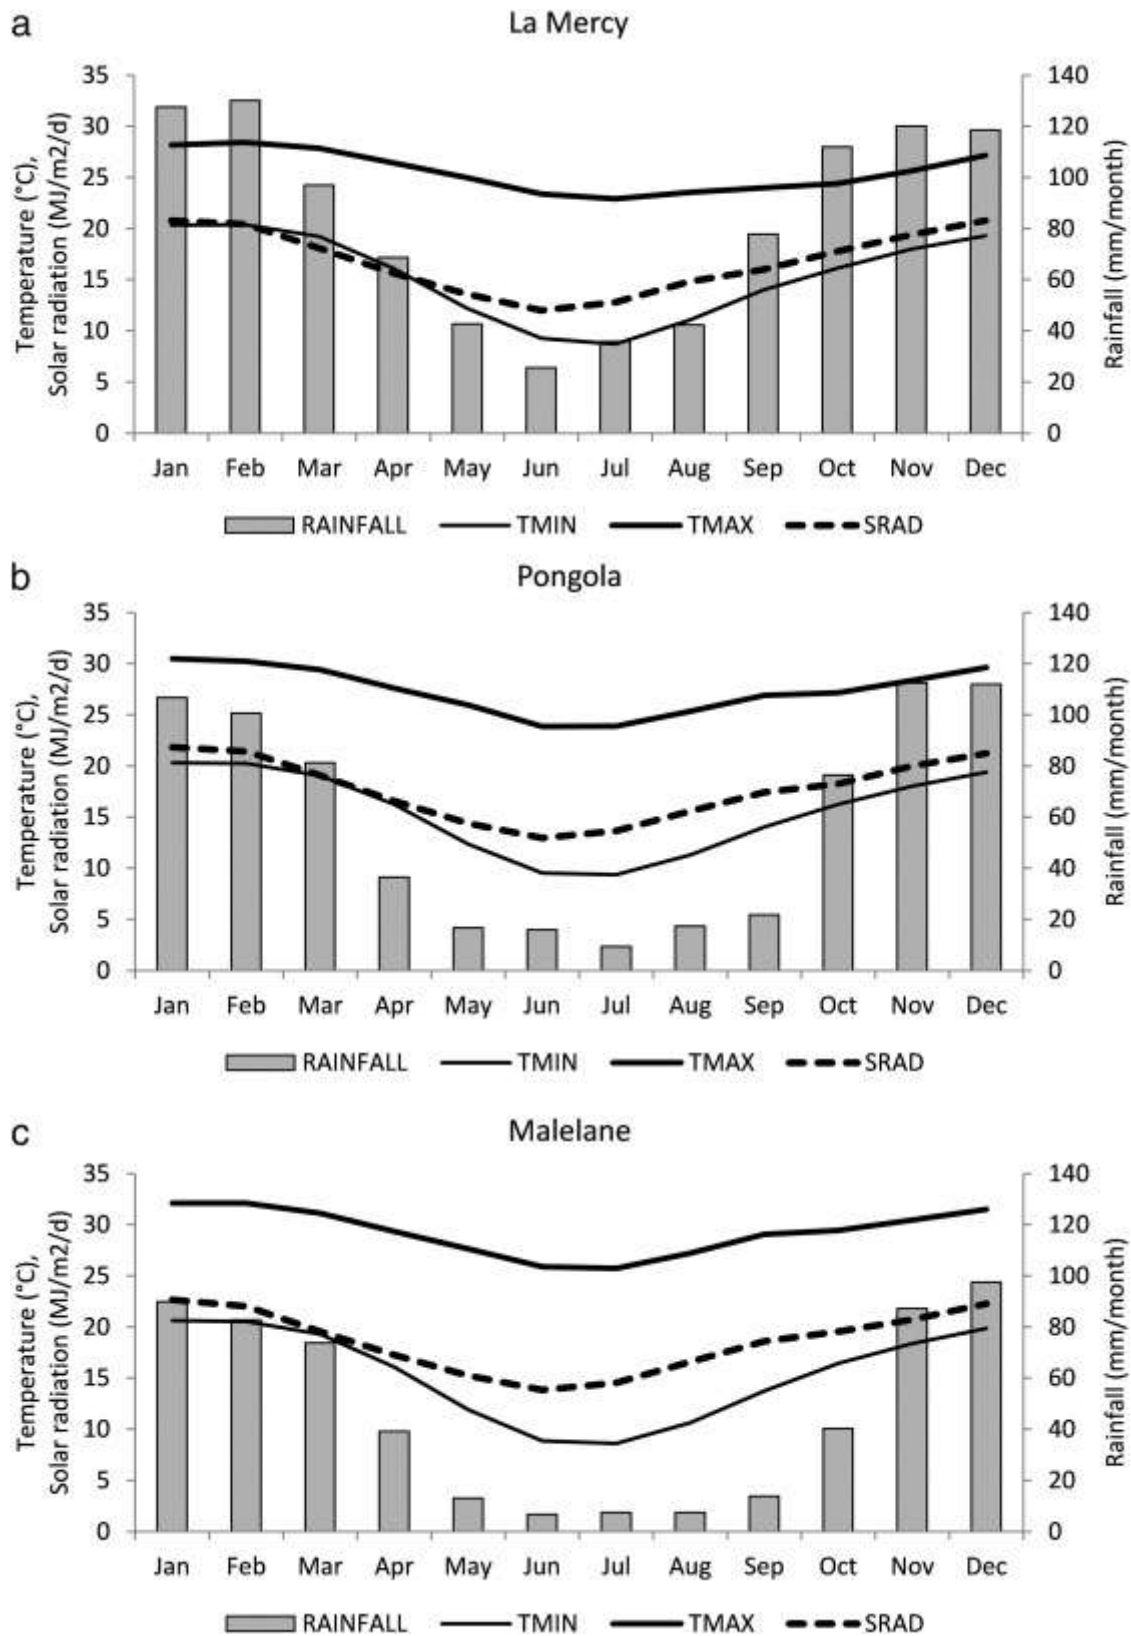 a
La Mercy
Temperature (°C),
Solar radiation (MJ/m2/d)
35
30
25
20
15
10
5
0
140
120
100
80
60
40
20
0
Rainfall (mm/month)
Jan Feb Mar Apr May Jun Jul Aug Sep Oct Nov Dec
RAINFALL TMIN TMAX SRAD
b
Pongola
Temperature (°C),
Solar radiation (MJ/m2/d)
35
30
25
20
15
10
5
0
140
120
100
80
60
40
20
0
Rainfall (mm/month)
Jan Feb Mar Apr May Jun Jul Aug Sep Oct Nov Dec
RAINFALL TMIN TMAX SRAD
c
Malelane
Temperature (°C),
Solar radiation (MJ/m2/d)
35
30
25
20
15
10
5
0
140
120
100
80
60
40
20
0
Rainfall (mm/month)
Jan Feb Mar Apr May Jun Jul Aug Sep Oct Nov Dec
RAINFALL TMIN TMAX SRAD